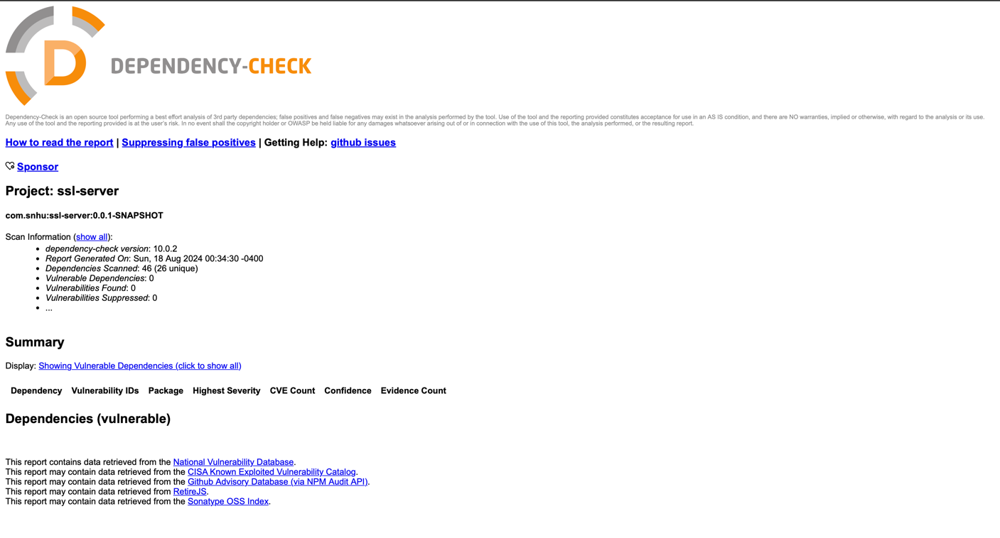 DEPENDENCY-CHECK
Dependency-Check is an open source tool performing a best effort analysis of 3rd party dependencies; false positives and false negatives may exist in the analysis performed by the tool. Use of the tool and the reporting provided constitutes acceptance for use in an AS IS condition, and there are NO warranties, implied or otherwise, with regard to the analysis or its use.
Any use of the tool and the reporting provided is at the user's risk. In no event shall the copyright holder or OWASP be held liable for any damages whatsoever arising out of or in connection with the use of this tool, the analysis performed, or the resulting report.
How to read the report | Suppressing false positives | Getting Help: github issues
Sponsor
Project: ssl-server
com.snhu:ssl-server:0.0.1-SNAPSHOT
Scan Information (show all):
• dependency-check version: 10.0.2
• Report Generated On: Sun, 18 Aug 2024 00:34:30 -0400
• Dependencies Scanned: 46 (26 unique)
• Vulnerable Dependencies: 0
• Vulnerabilities Found: 0
• Vulnerabilities Suppressed: 0
• ...
Summary
Display: Showing Vulnerable Dependencies (click to show all)
Dependency Vulnerability IDs Package Highest Severity CVE Count Confidence Evidence Count
Dependencies (vulnerable)
This report contains data retrieved from the National Vulnerability Database.
This report may contain data retrieved from the CISA Known Exploited Vulnerability Catalog.
This report may contain data retrieved from the Github Advisory Database (via NPM Audit API).
This report may contain data retrieved from RetireJS.
This report may contain data retrieved from the Sonatype OSS Index.